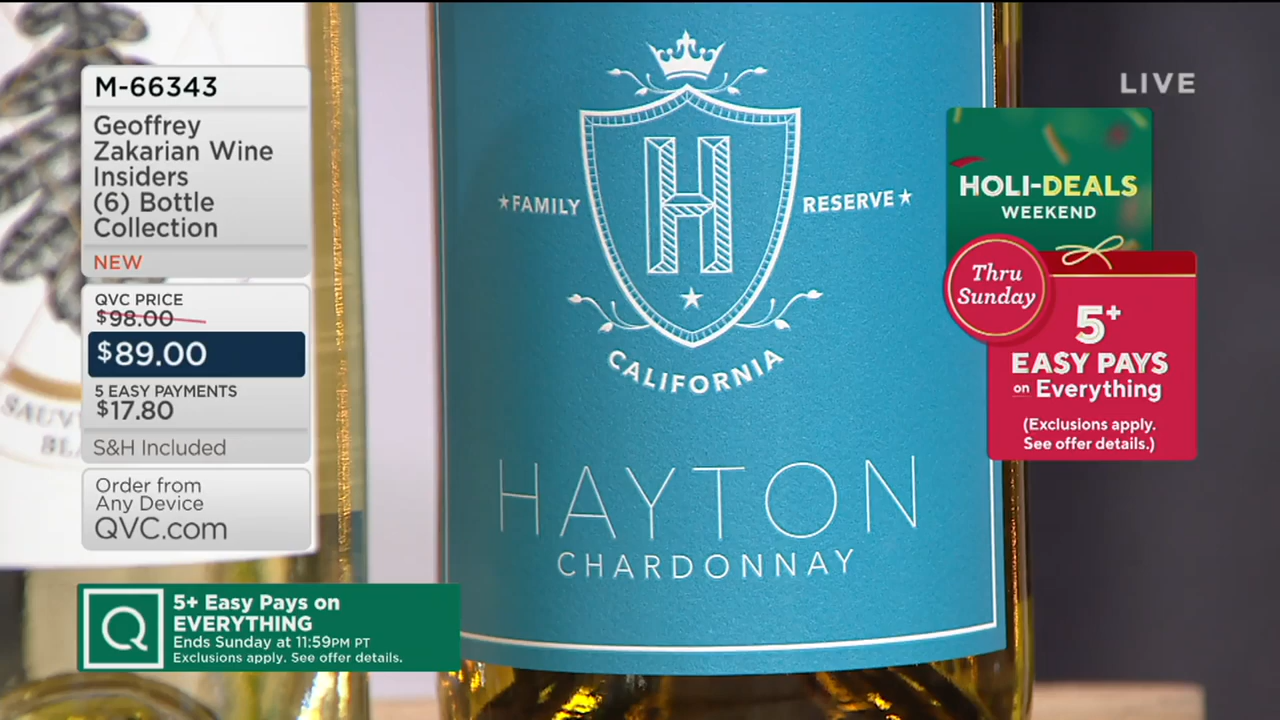 M-66343
Geoffrey
Zakarian Wine
Insiders
(6) Bottle
Collection
NEW
QVC PRICE
$98.00
$89.00
5 EASY PAYMENTS
$17.80
S&H Included
Order from
Any Device
QVC.com
Q
5+ Easy Pays on
EVERYTHING
Ends Sunday at 11:59PM PT
Exclusions apply. See offer details.
★FAMILY
H
RESERVE★
CALIFORNIA
HAYTON
CHARDONNAY
LIVE
HOLI-DEALS
WEEKEND
Thru
Sunday
5+
EASY PAYS
on Everything
(Exclusions apply.
See offer details.)